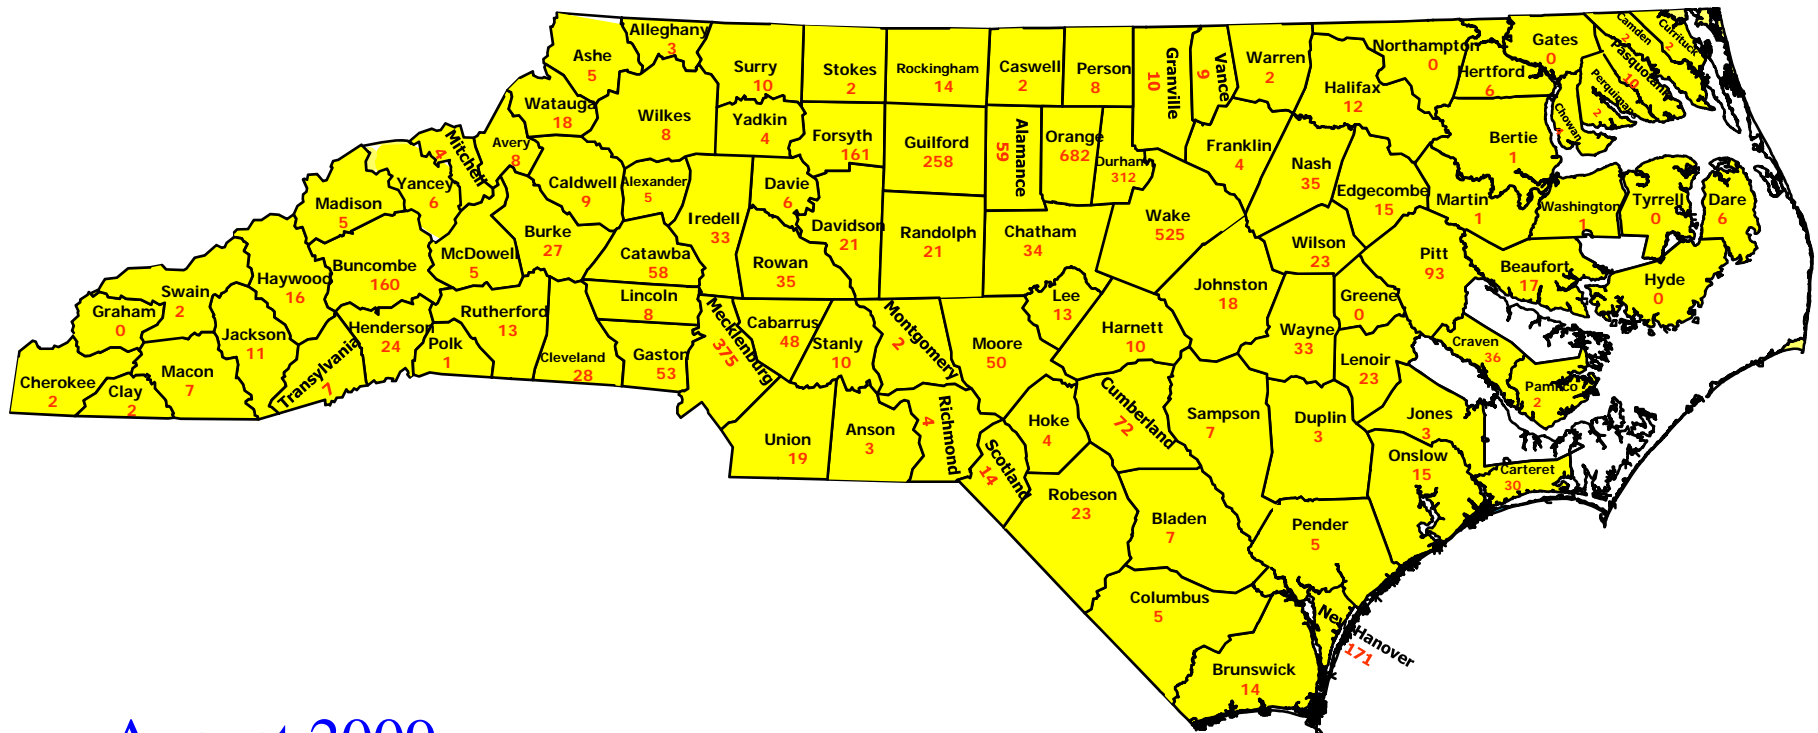 Alleghany
3
Ashe
5
Surry
10
Stokes
2
Rockingham
14
Caswell
2
Person
8
Granville
10
Vance
9
Warren
2
Northampton
0
Gates
0
Camden
2
Currituck
2
Pasquotank
10
Perquimans
2
Chowan
Hertford
6
Halifax
12
Bertie
1
Watauga
18
Wilkes
8
Yadkin
4
Forsyth
161
Guilford
258
Alamance
59
Orange
682
Durham
312
Franklin
4
Nash
35
Edgecombe
15
Martin
1
Washington
1
Tyrrell
0
Dare
6
Mitchell
4
Avery
8
Yancey
6
Madison
5
Caldwell
9
Alexander
5
Iredell
33
Davie
6
Davidson
21
Randolph
21
Chatham
34
Wake
525
Wilson
23
Pitt
93
Beaufort
17
Hyde
0
Haywood
16
Buncombe
160
McDowell
5
Burke
27
Catawba
58
Rowan
35
Lincoln
8
Lee
13
Johnston
18
Greene
0
Swain
2
Graham
0
Jackson
11
Henderson
24
Rutherford
13
Polk
1
Cleveland
28
Gaston
53
Mecklenburg
375
Cabarrus
48
Stanly
10
Montgomery
2
Moore
50
Harnett
10
Wayne
33
Lenoir
23
Craven
36
Pamlico
2
Cherokee
2
Clay
2
Macon
7
Transylvania
7
Union
19
Anson
3
Richmond
4
Scotland
14
Hoke
4
Cumberland
72
Sampson
7
Duplin
3
Jones
3
Onslow
15
Carteret
30
Robeson
23
Bladen
7
Pender
5
Columbus
5
New Hanover
171
Brunswick
14
August 2009